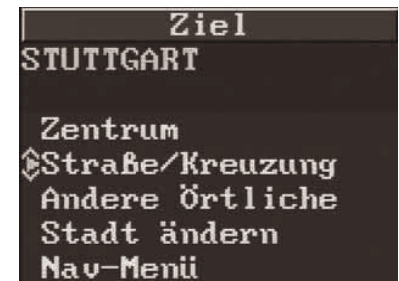 Ziel
STUTTGART
Zentrum
Straße/Kreuzung
Andere Örtliche
Stadt ändern
Nav-Menü